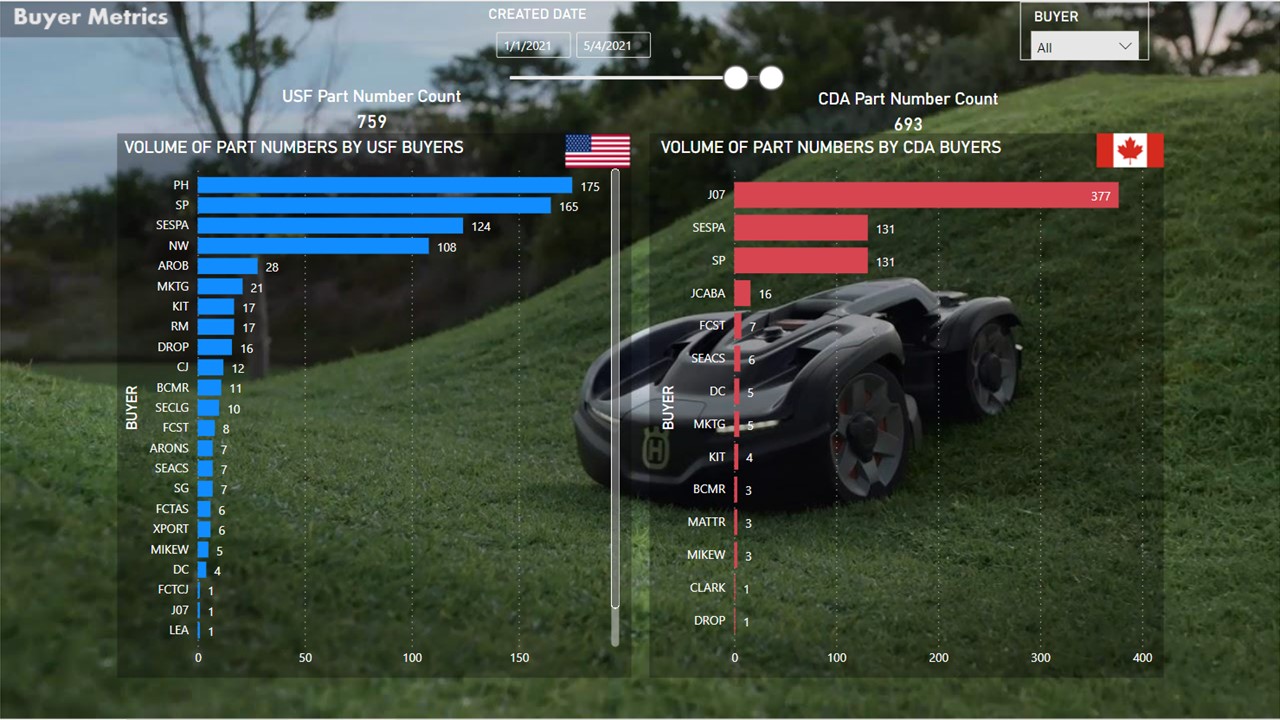 Buyer Metrics
CREATED DATE
1/1/2021 5/4/2021
BUYER
All
USF Part Number Count
759
CDA Part Number Count
693
VOLUME OF PART NUMBERS BY USF BUYERS
BUYER
PH 175
SP 165
SESPA 124
NW 108
AROB 28
MKTG 21
KIT 17
RM 17
DROP 16
CJ 12
BCMR 11
SECLG 10
FCST 8
ARONS 7
SEACS 7
SG 7
FCTAS 6
XPORT 6
MIKEW 5
DC 4
FCTCJ 1
J07 1
LEA 1
0 50 100 150
VOLUME OF PART NUMBERS BY CDA BUYERS
BUYER
J07 377
SESPA 131
SP 131
JCABA 16
FCST 7
SEACS 6
DC 5
MKTG 5
KIT 4
BCMR 3
MATTR 3
MIKEW 3
CLARK 1
DROP 1
0 100 200 300 400
H